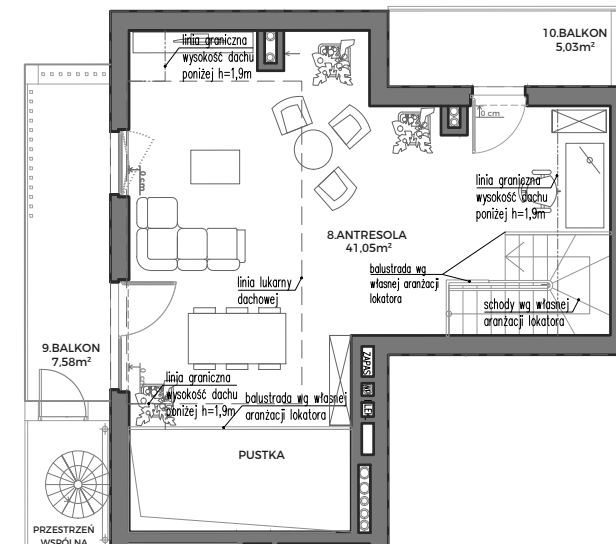 10.BALKON
5,03m²
linia graniczna
wysokość dachu
poniżej h=1,9m
0 cm
linia graniczna
wysokość dachu
poniżej h=1,9m
8.ANTRESOLA
41,05m²
balustrada wg
własnej aranżacji
lokatora
linia lukarny
dachowej
schody wg własnej
aranżacji lokatora
9.BALKON
7,58m²
linia graniczna
wysokość dachu
poniżej h=1,9m
balustrada wg własnej
aranżacji lokatora
ZAPAS
PUSTKA
PRZESTRZEŃ
WSPÓLNA